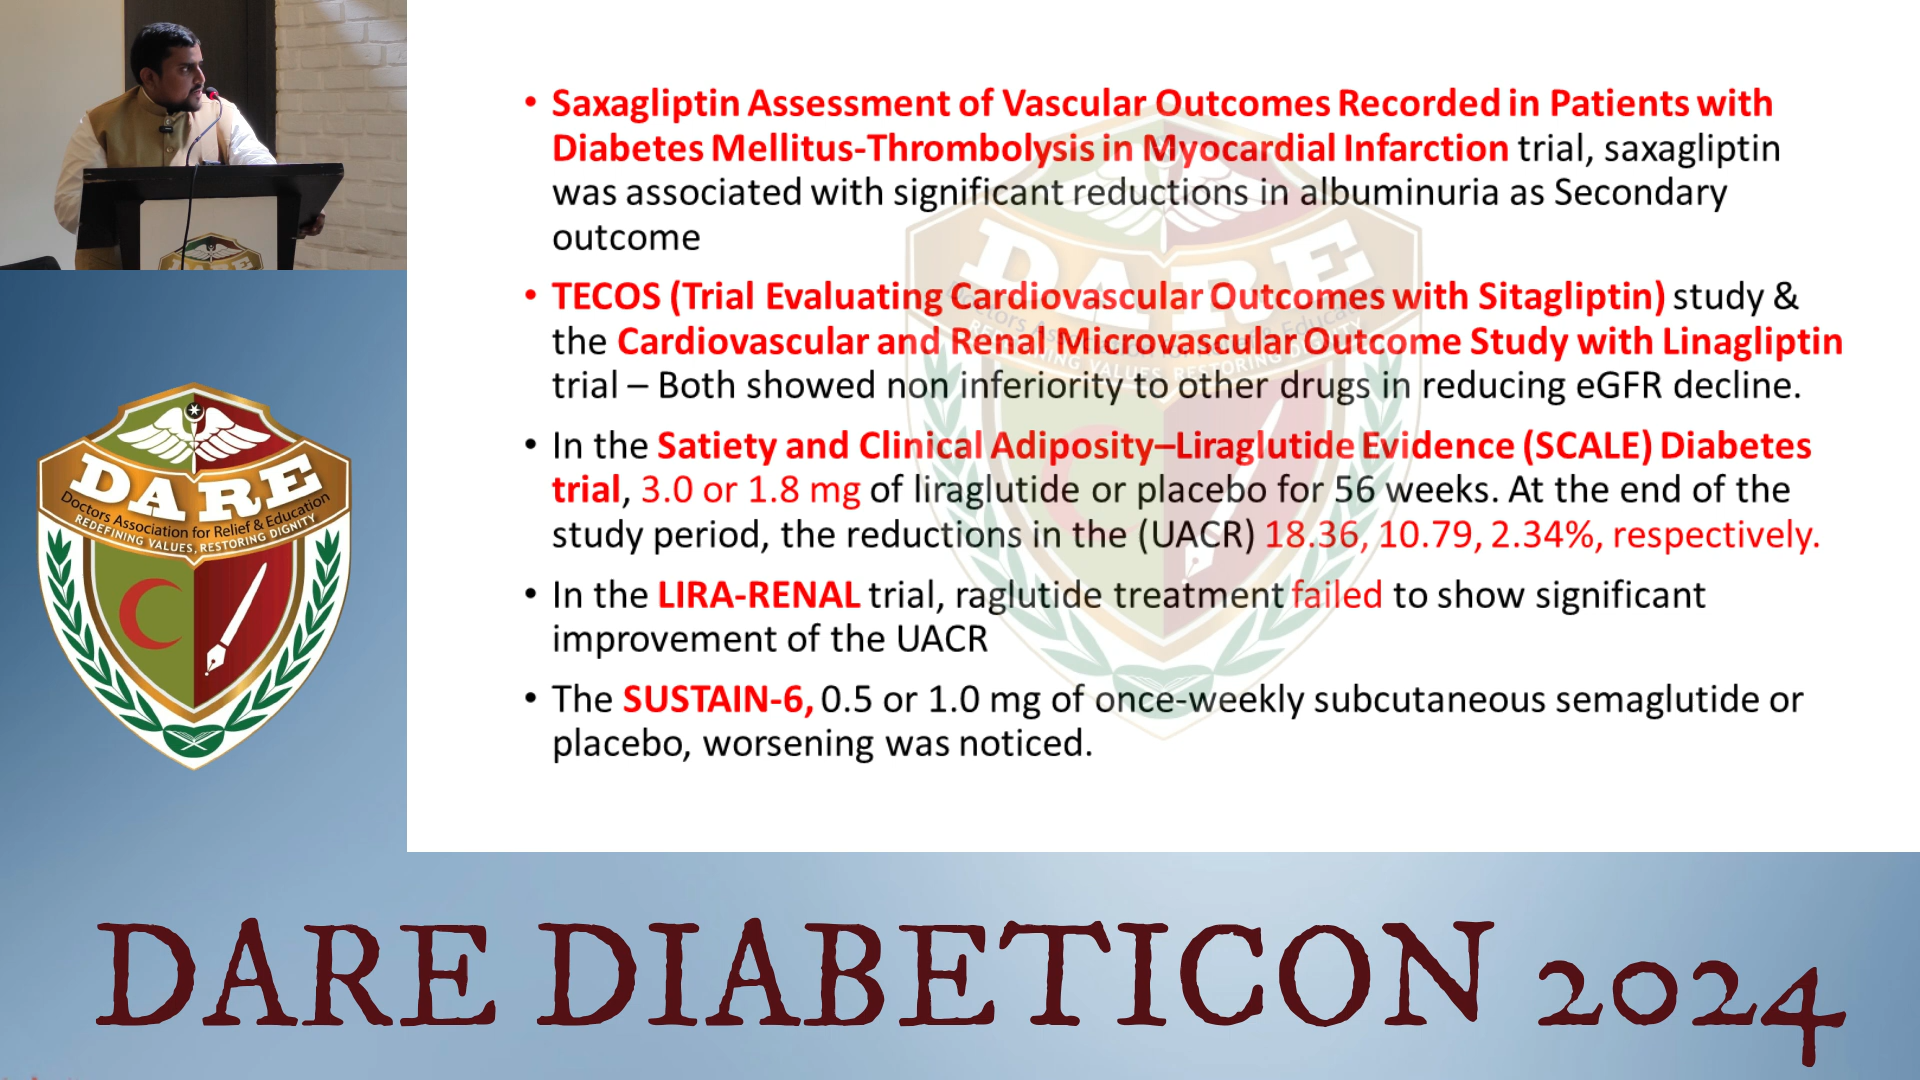 • Saxagliptin Assessment of Vascular Outcomes Recorded in Patients with
Diabetes Mellitus-Thrombolysis in Myocardial Infarction trial, saxagliptin
was associated with significant reductions in albuminuria as Secondary
outcome
• TECOS (Trial Evaluating Cardiovascular Outcomes with Sitagliptin) study &
the Cardiovascular and Renal Microvascular Outcome Study with Linagliptin
trial – Both showed non inferiority to other drugs in reducing eGFR decline.
• In the Satiety and Clinical Adiposity–Liraglutide Evidence (SCALE) Diabetes
trial, 3.0 or 1.8 mg of liraglutide or placebo for 56 weeks. At the end of the
study period, the reductions in the (UACR) 18.36, 10.79, 2.34%, respectively.
• In the LIRA-RENAL trial, raglutide treatment failed to show significant
improvement of the UACR
• The SUSTAIN-6, 0.5 or 1.0 mg of once-weekly subcutaneous semaglutide or
placebo, worsening was noticed.
DARE
Doctors Association for Relief & Education
REDEFINING VALUES, RESTORING DIGNITY
DARE
DARE
DARE DIABETICON 2024